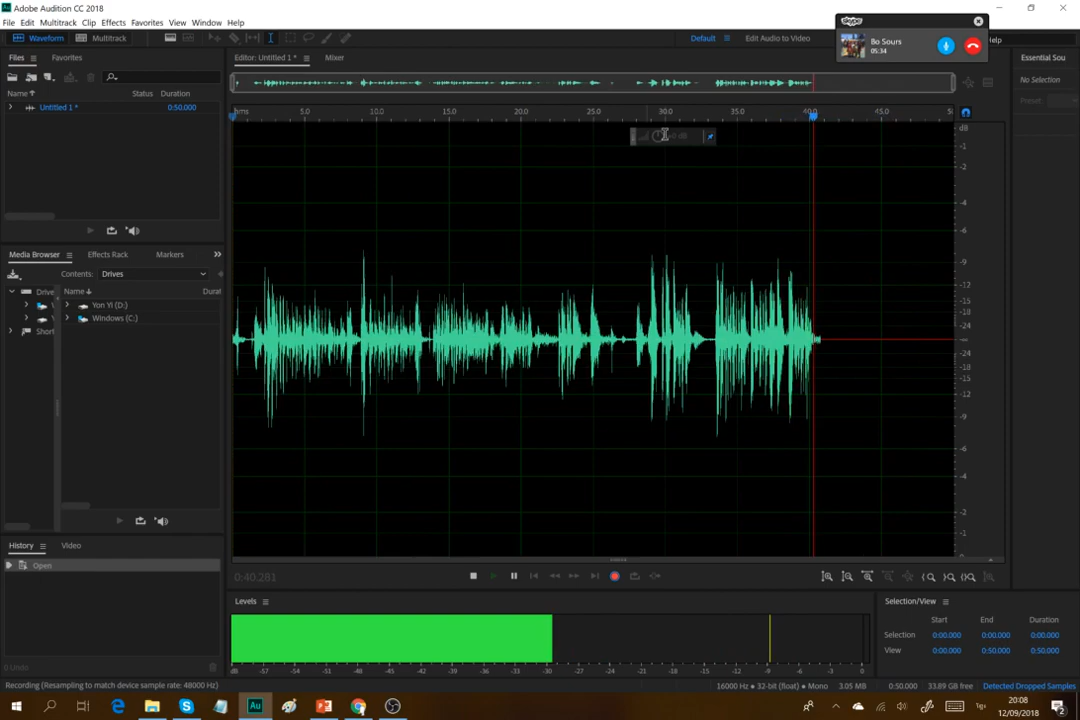 Adobe Audition CC 2018
File Edit Multitrack Clip Effects Favorites View Window Help
skype
Bo Sours
05:34
Waveform Multitrack Default Edit Audio to Video
Files Favorites Editor: Untitled 1 * Mixer Essential Sou
No Selection
Name Status Duration Preset:
Untitled 1 * 0:50.000
hms 5.0 10.0 15.0 20.0 25.0 30.0 35.0 40.0 45.0
dB
-1
-2
-4
-6
-9
-12
-15
-18
-24
-∞
-24
-18
-15
-12
-9
-6
-4
-2
-1
Media Browser Effects Rack Markers
Contents: Drives
Drive Name Durat
Yon YI (D:)
Windows (C:)
Short
History Video
Open
0:40.281
Levels Selection/View
Start End Duration
Selection 0:00.000 0:00.000 0:00.000
View 0:00.000 0:50.000 0:50.000
dB -57 -54 -51 -48 -45 -42 -39 -36 -33 -30 -27 -24 -21 -18 -15 -12 -9 -6 -3 0
0 Undo
Recording (Resampling to match device sample rate: 48000 Hz) 16000 Hz • 32-bit (float) • Mono 3.05 MB 0:50.000 33.89 GB free Detected Dropped Samples
20:08
12/09/2018